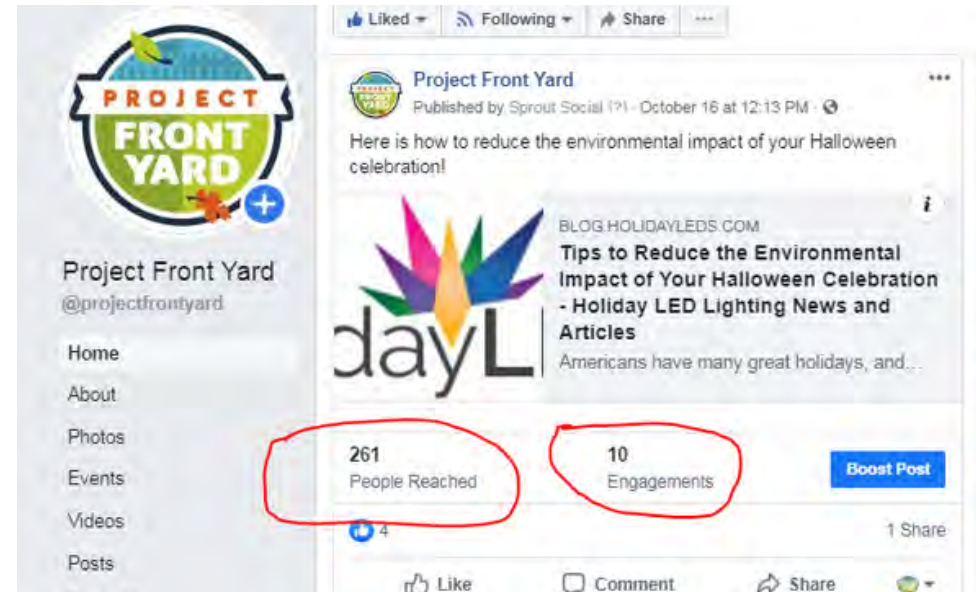 Liked Following Share ...
PROJECT
FRONT
YARD
Project Front Yard
@projectfrontyard
Home
About
Photos
Events
Videos
Posts
Project Front Yard
Published by Sprout Social [?] · October 16 at 12:13 PM ·
Here is how to reduce the environmental impact of your Halloween
celebration!
dayL
i
BLOG.HOLIDAYLEDS.COM
Tips to Reduce the Environmental
Impact of Your Halloween Celebration
- Holiday LED Lighting News and
Articles
Americans have many great holidays, and...
261
People Reached
10
Engagements
Boost Post
4
1 Share
Like Comment Share